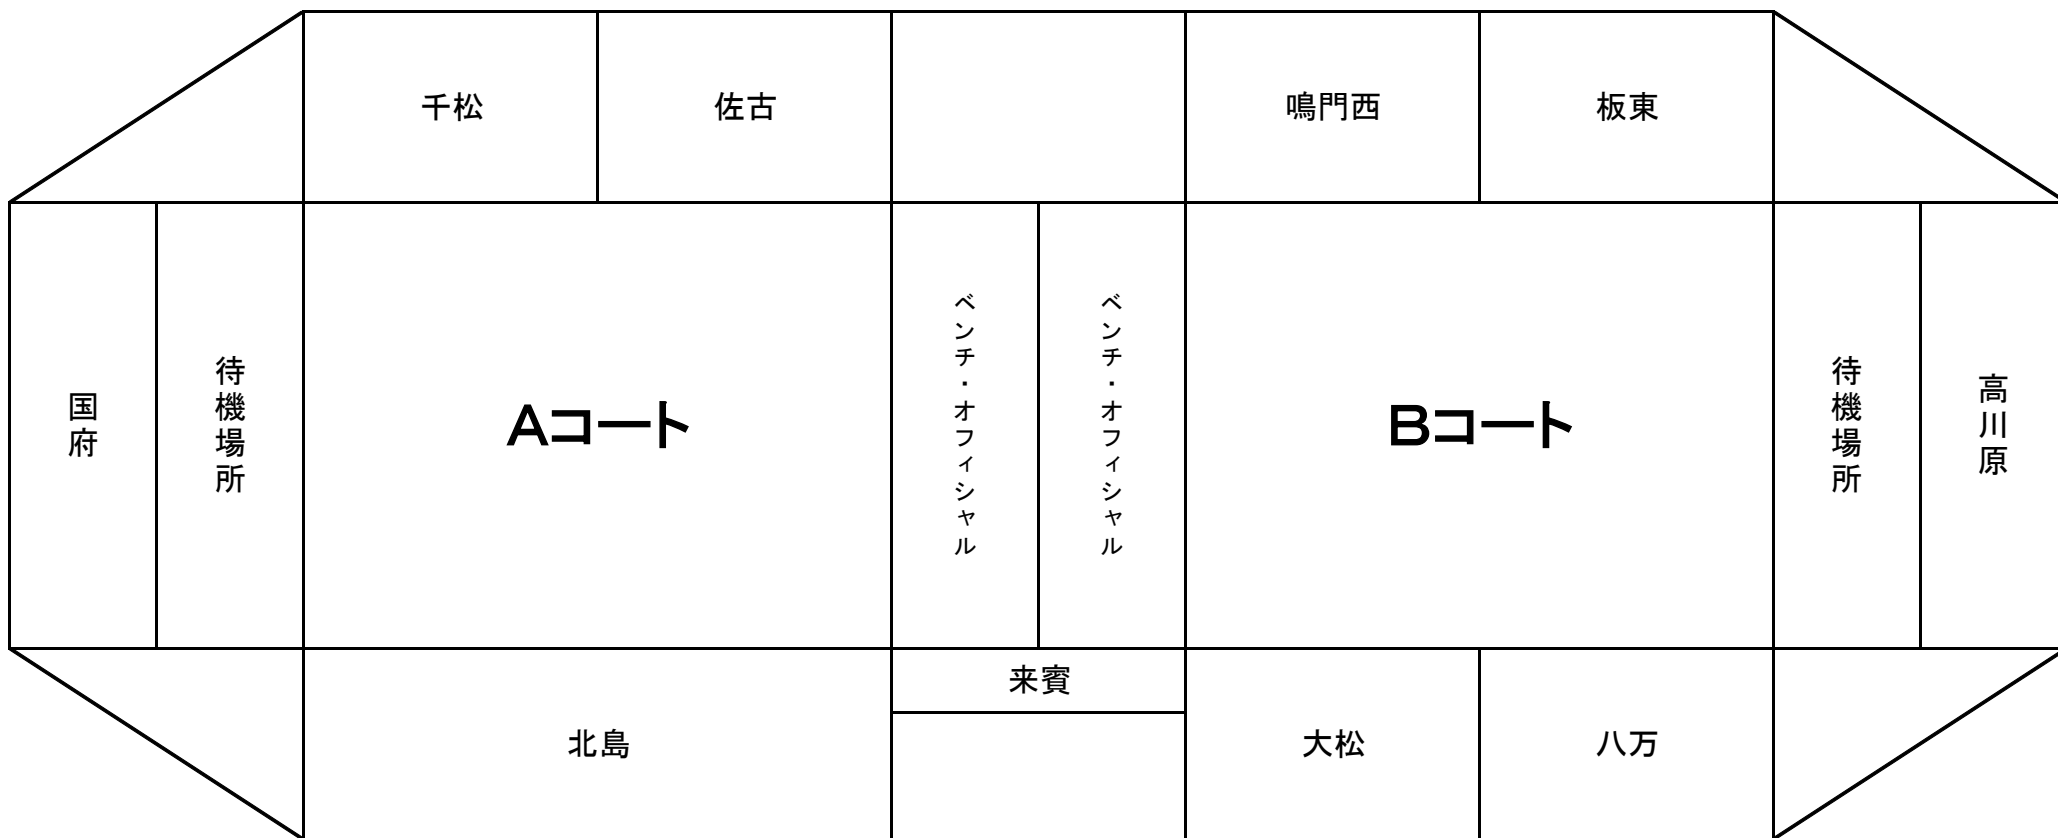 千松
佐古
鳴門西
板東
国府
待機場所
Aコート
ベンチ・オフィシャル
ベンチ・オフィシャル
Bコート
待機場所
高川原
来賓
北島
大松
八万